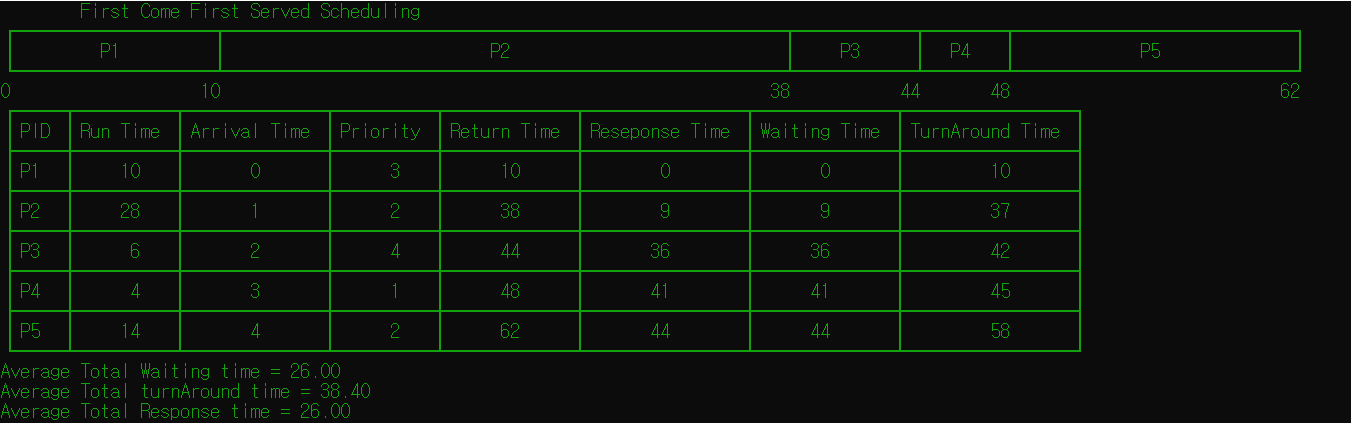 First Come First Served Scheduling
P1 P2 P3 P4 P5
0 10 38 44 48 62
PID Run Time Arrival Time Priority Return Time Reseponse Time Waiting Time TurnAround Time
P1 10 0 3 10 0 0 10
P2 28 1 2 38 9 9 37
P3 6 2 4 44 36 36 42
P4 4 3 1 48 41 41 45
P5 14 4 2 62 44 44 58
Average Total Waiting time = 26.00
Average Total turnAround time = 38.40
Average Total Response time = 26.00